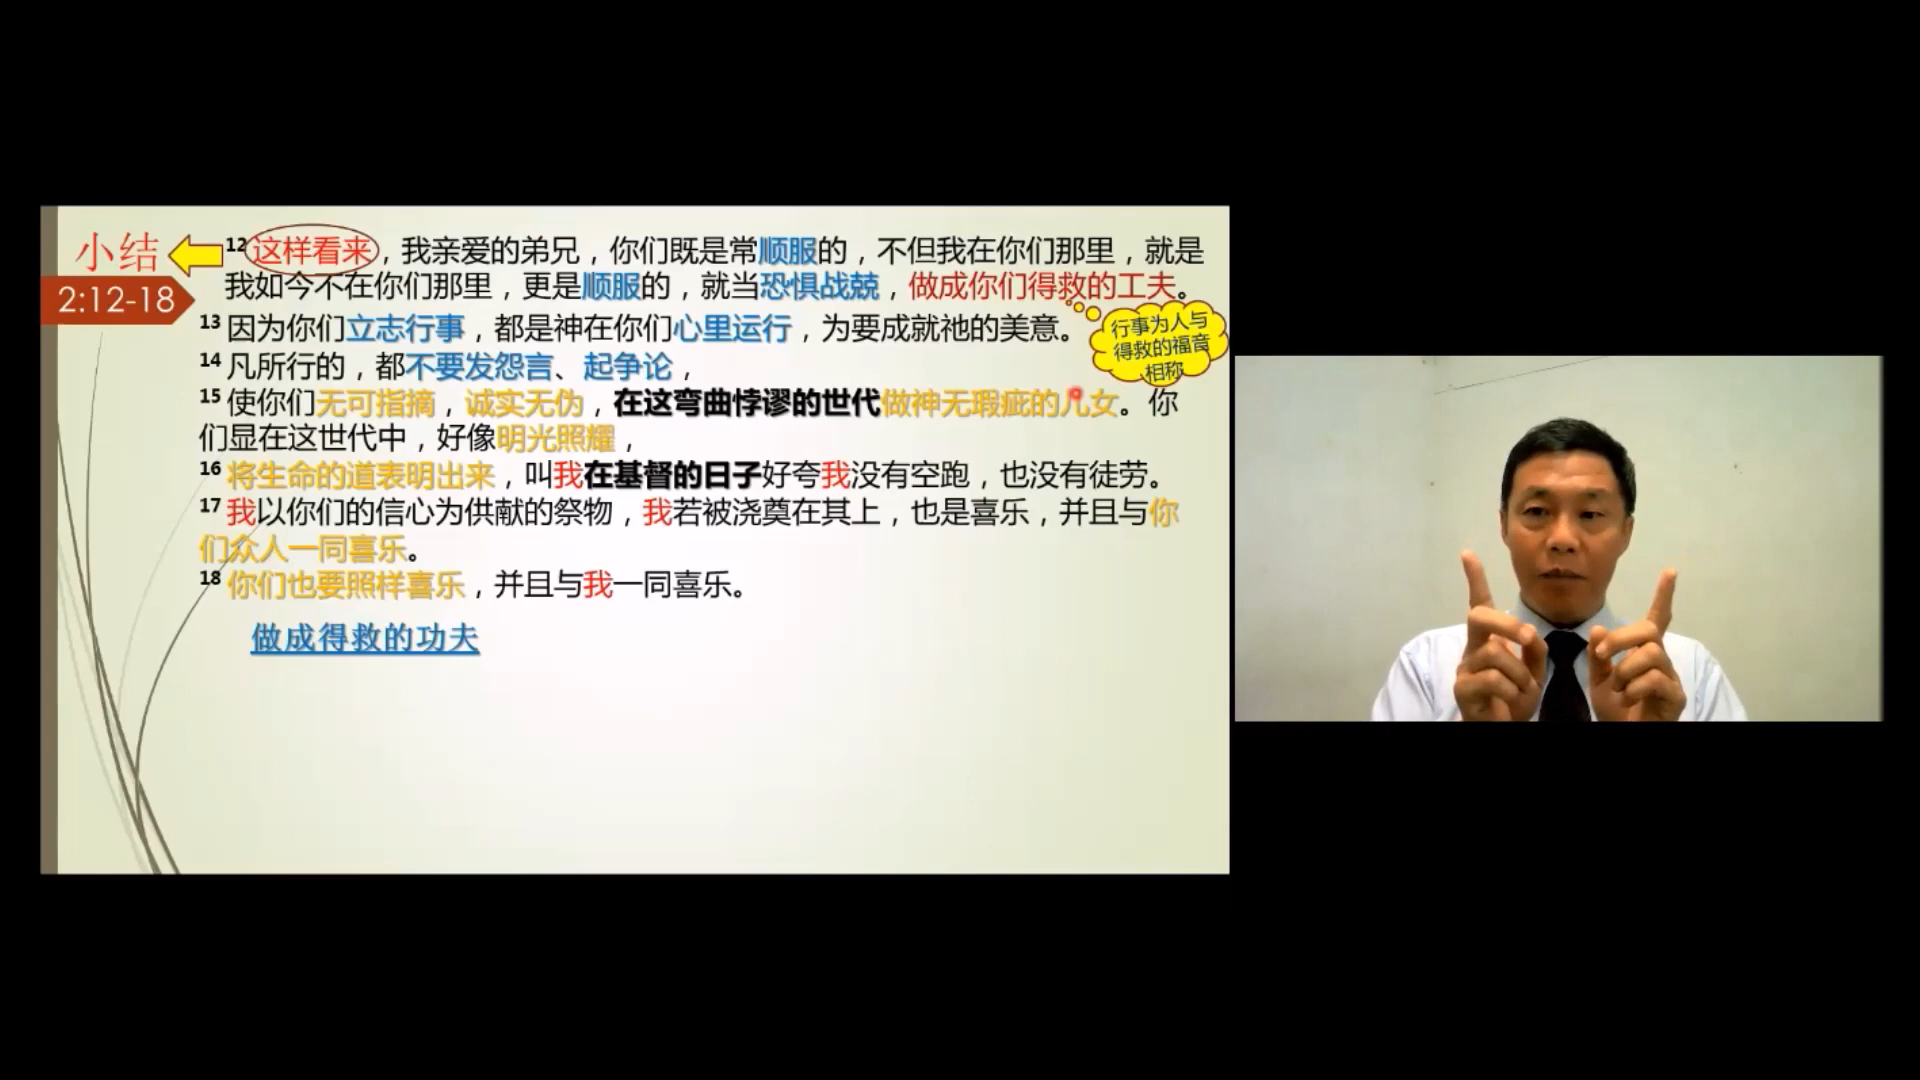 小结
2:12-18
12 这样看来，我亲爱的弟兄，你们既是常顺服的，不但我在你们那里，就是
我如今不在你们那里，更是顺服的，就当恐惧战兢，做成你们得救的工夫。
13 因为你们立志行事，都是神在你们心里运行，为要成就祂的美意。
行事为人与
得救的福音
相称
14 凡所行的，都不要发怨言、起争论，
15 使你们无可指摘，诚实无伪，在这弯曲悖谬的世代做神无瑕疵的儿女。你
们显在这世代中，好像明光照耀，
16 将生命的道表明出来，叫我在基督的日子好夸我没有空跑，也没有徒劳。
17 我以你们的信心为供献的祭物，我若被浇奠在其上，也是喜乐，并且与你
们众人一同喜乐。
18 你们也要照样喜乐，并且与我一同喜乐。
做成得救的功夫